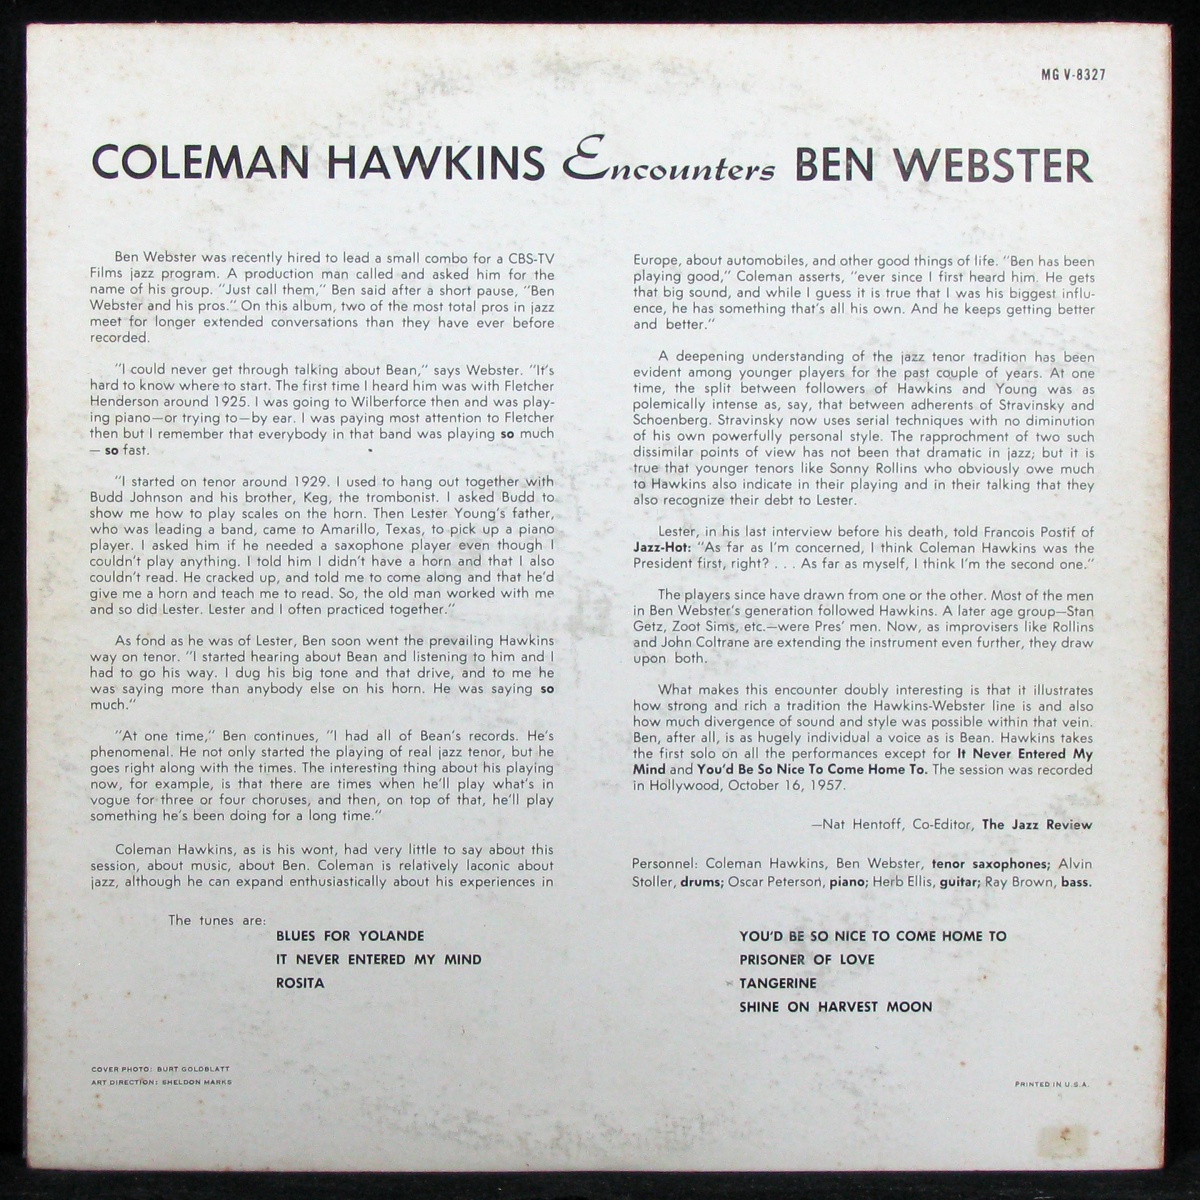 MG V-8327
COLEMAN HAWKINS Encounters BEN WEBSTER
Ben Webster was recently hired to lead a small combo for a CBS-TV
Films jazz program. A production man called and asked him for the
name of his group. "Just call them," Ben said after a short pause, "Ben
Webster and his pros." On this album, two of the most total pros in jazz
meet for longer extended conversations than they have ever before
recorded.
"I could never get through talking about Bean," says Webster. "It's
hard to know where to start. The first time I heard him was with Fletcher
Henderson around 1925. I was going to Wilberforce then and was play-
ing piano—or trying to—by ear. I was paying most attention to Fletcher
then but I remember that everybody in that band was playing so much
— so fast.
"I started on tenor around 1929. I used to hang out together with
Budd Johnson and his brother, Keg, the trombonist. I asked Budd to
show me how to play scales on the horn. Then Lester Young's father,
who was leading a band, came to Amarillo, Texas, to pick up a piano
player. I asked him if he needed a saxophone player even though I
couldn't play anything. I told him I didn't have a horn and that I also
couldn't read. He cracked up, and told me to come along and that he'd
give me a horn and teach me to read. So, the old man worked with me
and so did Lester. Lester and I often practiced together."
As fond as he was of Lester, Ben soon went the prevailing Hawkins
way on tenor. "I started hearing about Bean and listening to him and I
had to go his way. I dug his big tone and that drive, and to me he
was saying more than anybody else on his horn. He was saying so
much."
"At one time," Ben continues, "I had all of Bean's records. He's
phenomenal. He not only started the playing of real jazz tenor, but he
goes right along with the times. The interesting thing about his playing
now, for example, is that there are times when he'll play what's in
vogue for three or four choruses, and then, on top of that, he'll play
something he's been doing for a long time."
Coleman Hawkins, as is his wont, had very little to say about this
session, about music, about Ben. Coleman is relatively laconic about
jazz, although he can expand enthusiastically about his experiences in
Europe, about automobiles, and other good things of life. "Ben has been
playing good," Coleman asserts, "ever since I first heard him. He gets
that big sound, and while I guess it is true that I was his biggest influ-
ence, he has something that's all his own. And he keeps getting better
and better."
A deepening understanding of the jazz tenor tradition has been
evident among younger players for the past couple of years. At one
time, the split between followers of Hawkins and Young was as
polemically intense as, say, that between adherents of Stravinsky and
Schoenberg. Stravinsky now uses serial techniques with no diminution
of his own powerfully personal style. The rapprochment of two such
dissimilar points of view has not been that dramatic in jazz; but it is
true that younger tenors like Sonny Rollins who obviously owe much
to Hawkins also indicate in their playing and in their talking that they
also recognize their debt to Lester.
Lester, in his last interview before his death, told Francois Postif of
Jazz-Hot: "As far as I'm concerned, I think Coleman Hawkins was the
President first, right? . . . As far as myself, I think I'm the second one."
The players since have drawn from one or the other. Most of the men
in Ben Webster's generation followed Hawkins. A later age group—Stan
Getz, Zoot Sims, etc.—were Pres' men. Now, as improvisers like Rollins
and John Coltrane are extending the instrument even further, they draw
upon both.
What makes this encounter doubly interesting is that it illustrates
how strong and rich a tradition the Hawkins-Webster line is and also
how much divergence of sound and style was possible within that vein.
Ben, after all, is as hugely individual a voice as is Bean. Hawkins takes
the first solo on all the performances except for It Never Entered My
Mind and You'd Be So Nice To Come Home To. The session was recorded
in Hollywood, October 16, 1957.
—Nat Hentoff, Co-Editor, The Jazz Review
Personnel: Coleman Hawkins, Ben Webster, tenor saxophones; Alvin
Stoller, drums; Oscar Peterson, piano; Herb Ellis, guitar; Ray Brown, bass.
The tunes are:
BLUES FOR YOLANDE
IT NEVER ENTERED MY MIND
ROSITA
YOU'D BE SO NICE TO COME HOME TO
PRISONER OF LOVE
TANGERINE
SHINE ON HARVEST MOON
COVER PHOTO: BURT GOLDBLATT
ART DIRECTION: SHELDON MARKS
PRINTED IN U.S.A.